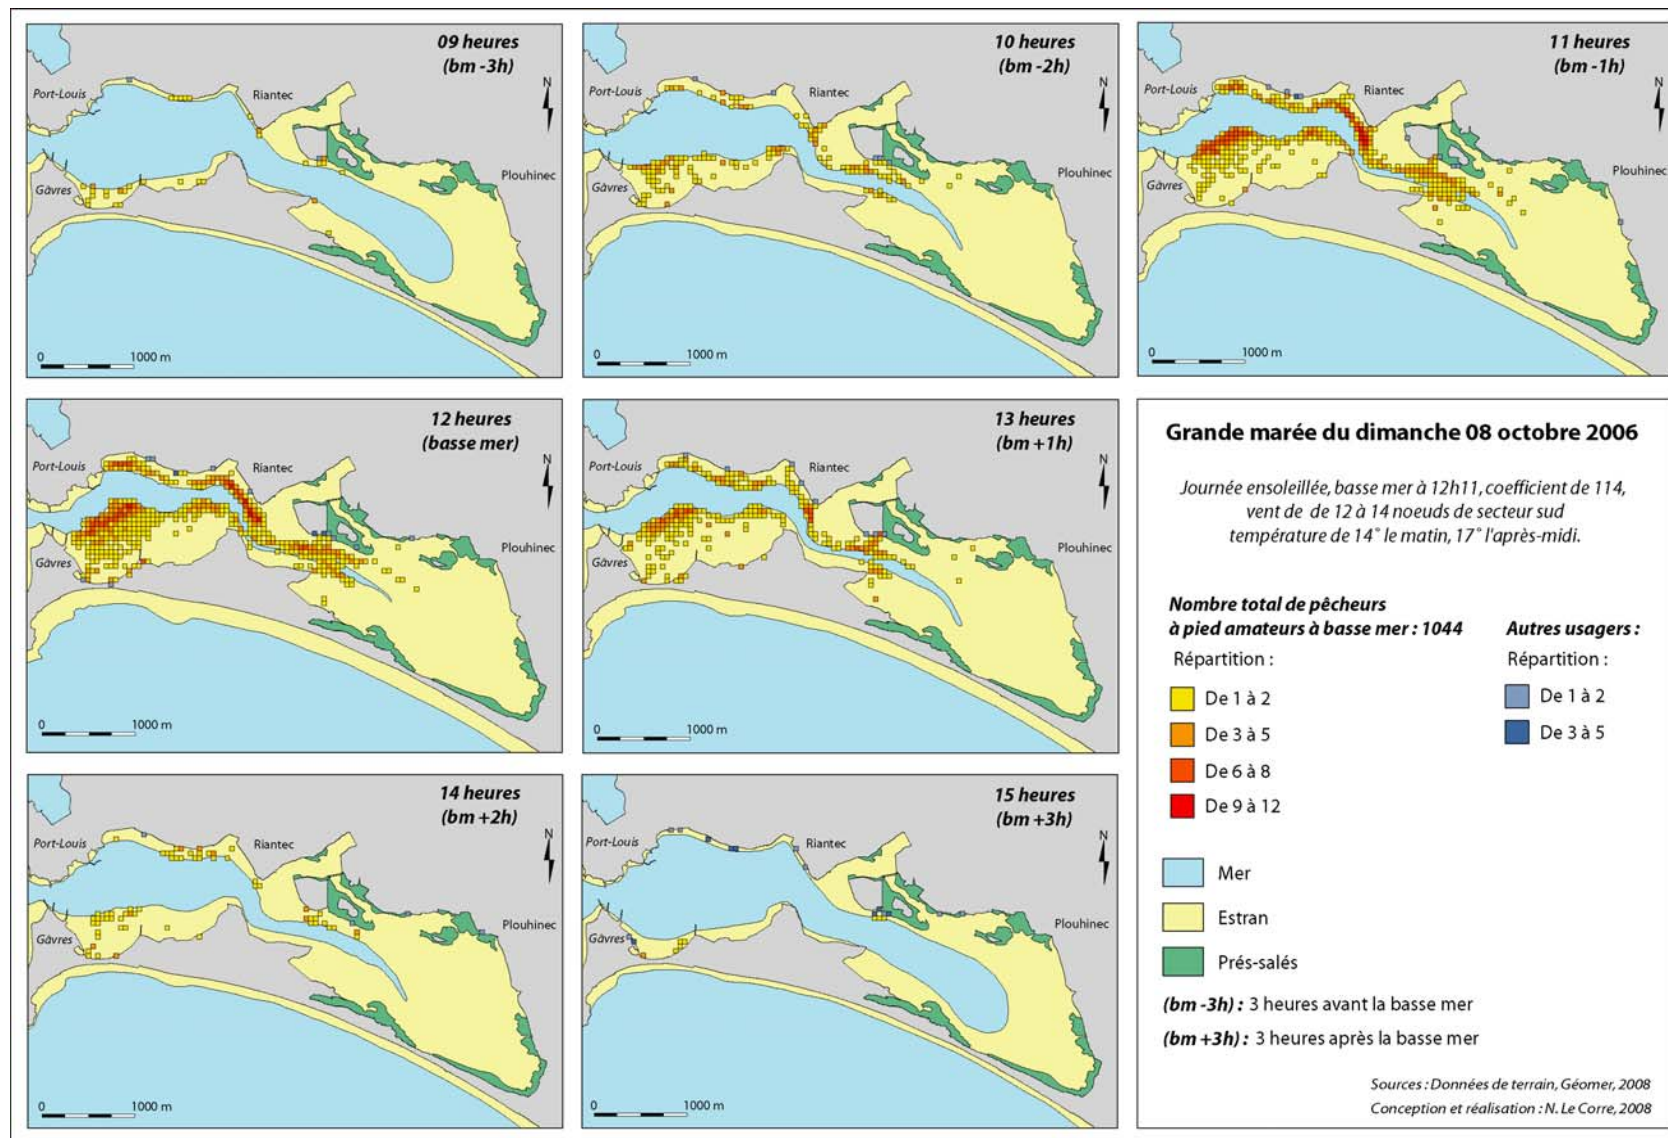 09 heures
(bm -3h)
N
Port-Louis
Riantec
Plouhinec
Gâvres
0 1000 m
10 heures
(bm -2h)
N
Port-Louis
Riantec
Plouhinec
Gâvres
0 1000 m
11 heures
(bm -1h)
N
Port-Louis
Riantec
Plouhinec
Gâvres
0 1000 m
12 heures
(basse mer)
N
Port-Louis
Riantec
Plouhinec
Gâvres
0 1000 m
13 heures
(bm +1h)
N
Port-Louis
Riantec
Plouhinec
Gâvres
0 1000 m
14 heures
(bm +2h)
N
Port-Louis
Riantec
Plouhinec
Gâvres
0 1000 m
15 heures
(bm +3h)
N
Port-Louis
Riantec
Plouhinec
Gâvres
0 1000 m
Grande marée du dimanche 08 octobre 2006
Journée ensoleillée, basse mer à 12h11, coefficient de 114,
vent de de 12 à 14 noeuds de secteur sud
température de 14° le matin, 17° l'après-midi.
Nombre total de pêcheurs
à pied amateurs à basse mer : 1044
Répartition :
De 1 à 2
De 3 à 5
De 6 à 8
De 9 à 12
Autres usagers :
Répartition :
De 1 à 2
De 3 à 5
Mer
Estran
Prés-salés
(bm -3h) : 3 heures avant la basse mer
(bm +3h) : 3 heures après la basse mer
Sources : Données de terrain, Géomer, 2008
Conception et réalisation : N. Le Corre, 2008